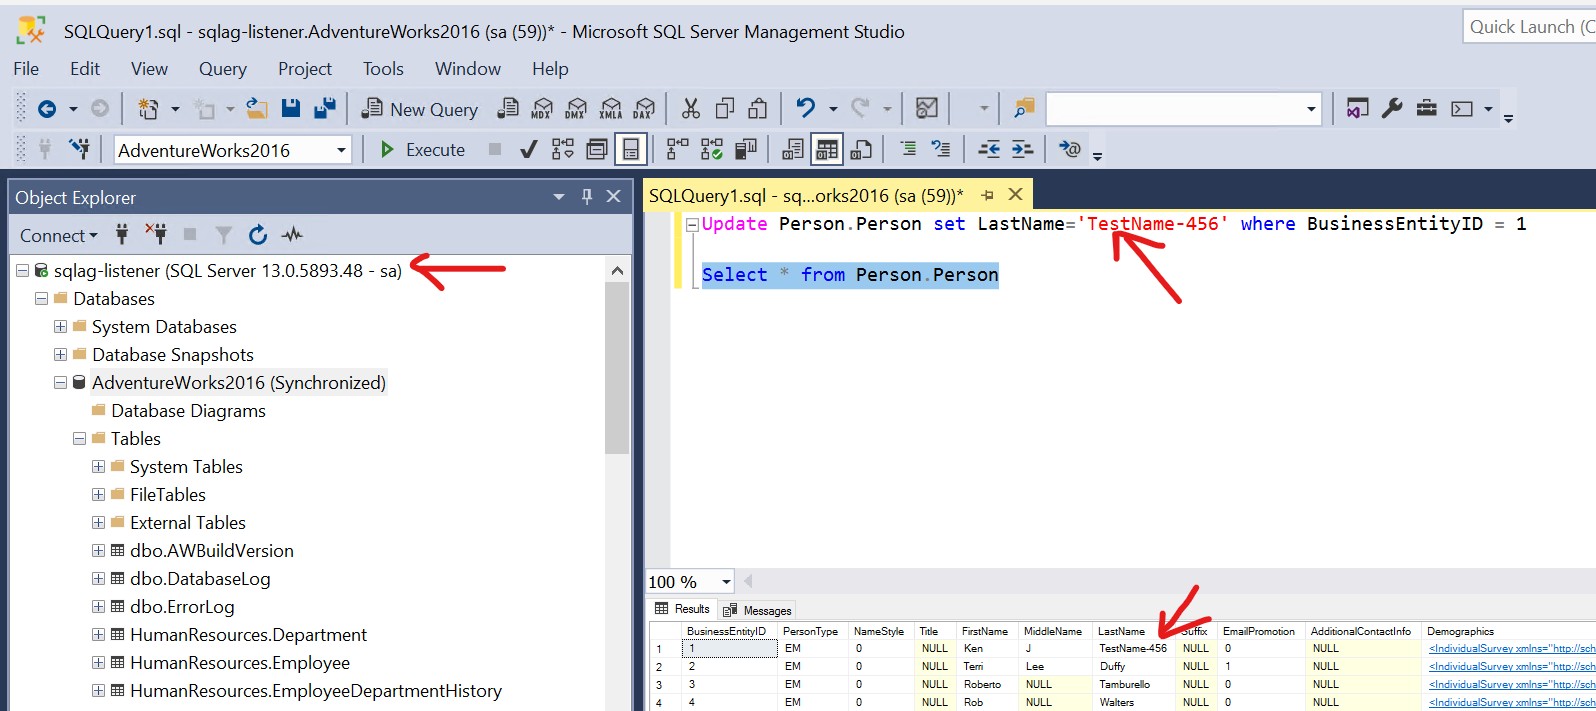 SQLQuery1.sql - sqlag-listener.AdventureWorks2016 (sa (59))* - Microsoft SQL Server Management Studio
Quick Launch (C
File Edit View Query Project Tools Window Help
New Query MDX DMX XMLA DAX
AdventureWorks2016 Execute
Object Explorer
SQLQuery1.sql - sq...orks2016 (sa (59))*
Connect
Update Person.Person set LastName='TestName-456' where BusinessEntityID = 1
Select * from Person.Person
sqlag-listener (SQL Server 13.0.5893.48 - sa)
Databases
System Databases
Database Snapshots
AdventureWorks2016 (Synchronized)
Database Diagrams
Tables
System Tables
FileTables
External Tables
dbo.AWBuildVersion
dbo.DatabaseLog
dbo.ErrorLog
HumanResources.Department
HumanResources.Employee
HumanResources.EmployeeDepartmentHistory
100 %
Results Messages
BusinessEntityID PersonType NameStyle Title FirstName MiddleName LastName Suffix EmailPromotion AdditionalContactInfo Demographics
1 1 EM 0 NULL Ken J TestName-456 NULL 0 NULL <IndividualSurvey xmlns="http://sch
2 2 EM 0 NULL Terri Lee Duffy NULL 1 NULL <IndividualSurvey xmlns="http://sch
3 3 EM 0 NULL Roberto NULL Tamburello NULL 0 NULL <IndividualSurvey xmlns="http://sch
4 4 EM 0 NULL Rob NULL Walters NULL 0 NULL <IndividualSurvey xmlns="http://sch